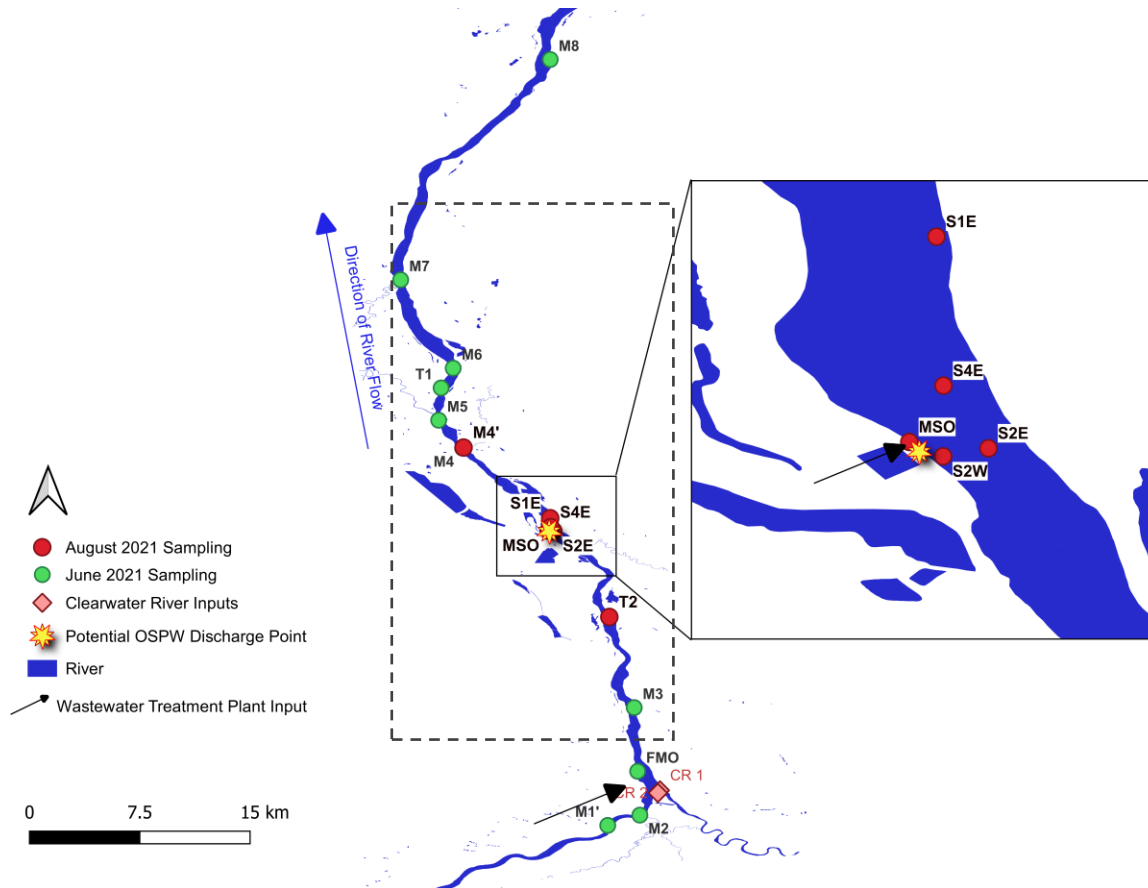 M8
S1E
M7
Direction of River Flow
M6
T1
S4E
M5
M4'
MSO
S2E
M4
S2W
S1E
S4E
August 2021 Sampling
MSO
S2E
June 2021 Sampling
Clearwater River Inputs
T2
Potential OSPW Discharge Point
River
M3
Wastewater Treatment Plant Input
FMO
CR 1
CR 2
0
7.5
15 km
M1'
M2